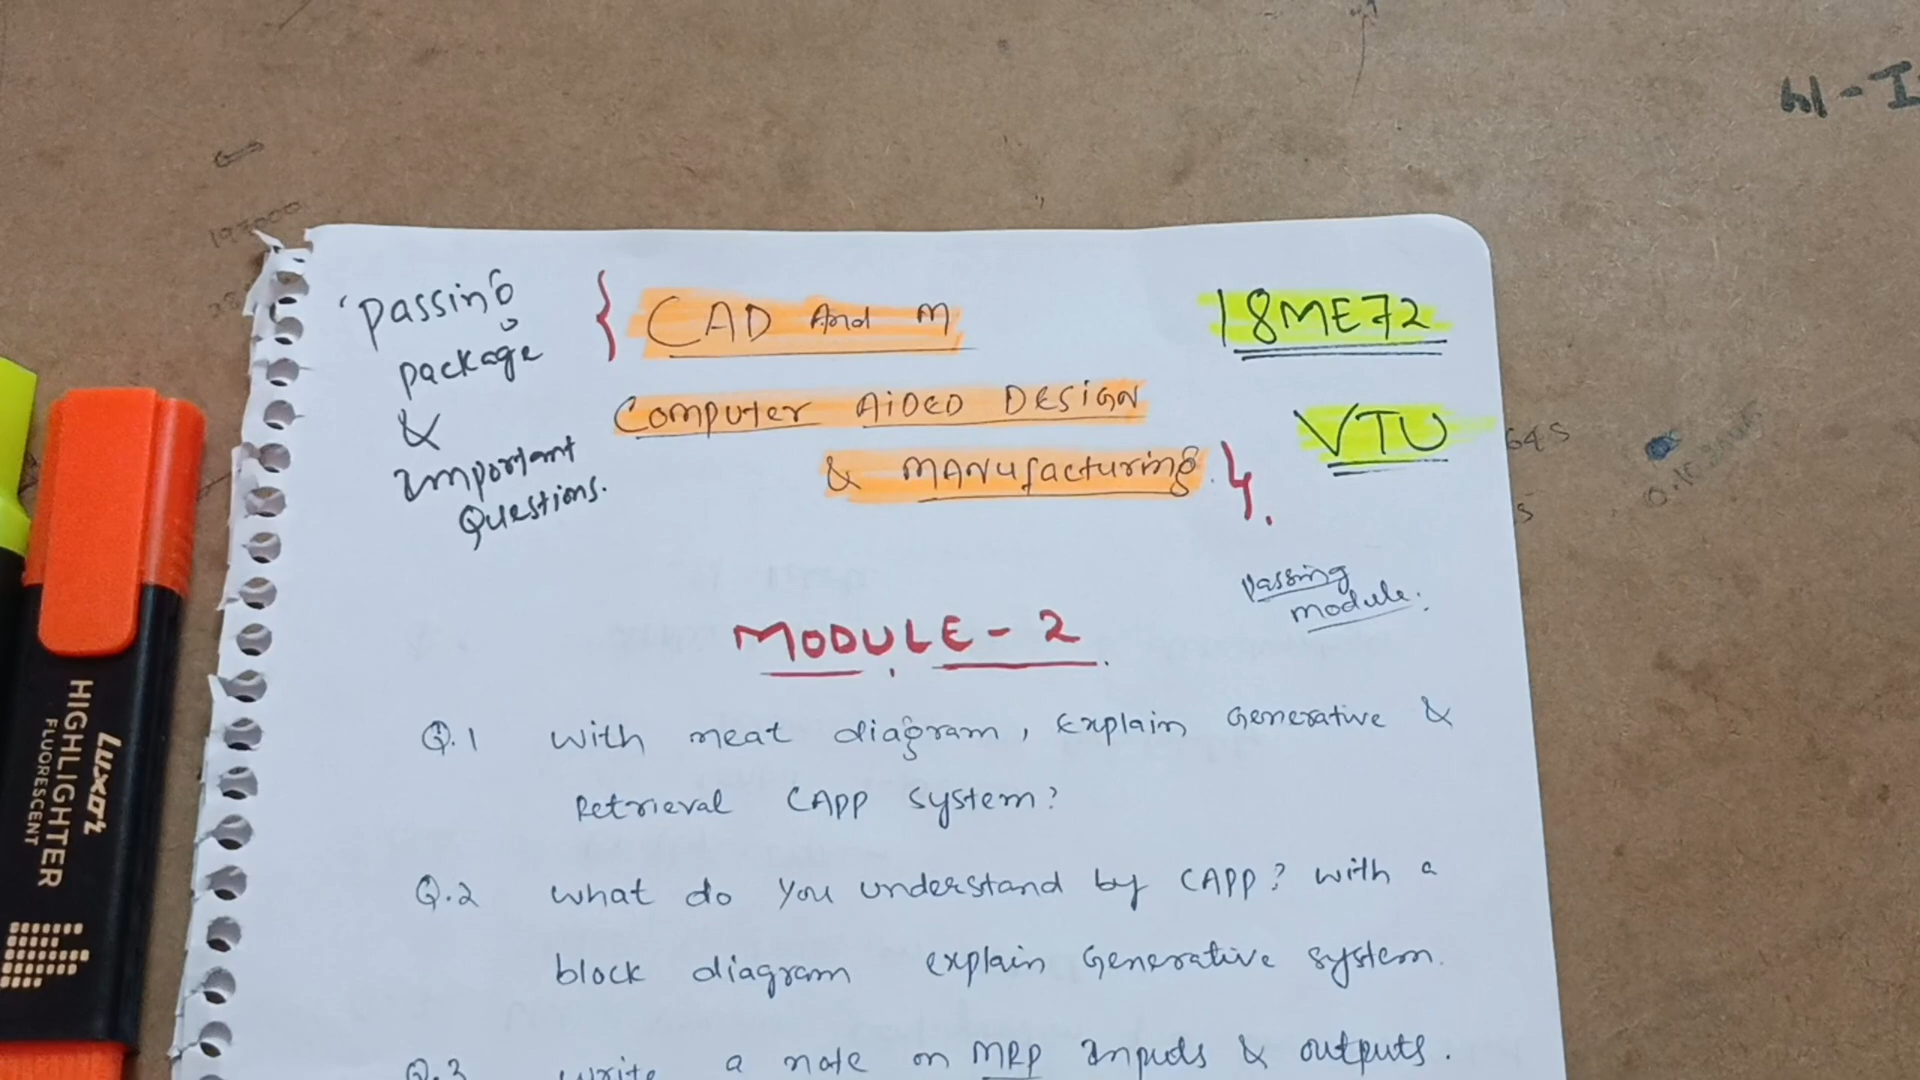 'Passing
package
&
Important
Questions.
{ CAD And M
Computer Aided Design
& Manufacturing }.
18ME72
VTU
Passing
module.
MODULE-2
Q.1 With neat diagram, Explain Generative &
Retrieval CAPP system?
Q.2 What do you understand by CAPP? with a
block diagram explain Generative system.
Q.3 write a note on MRP Inputs & outputs.
Luxor
HIGHLIGHTER
FLUORESCENT